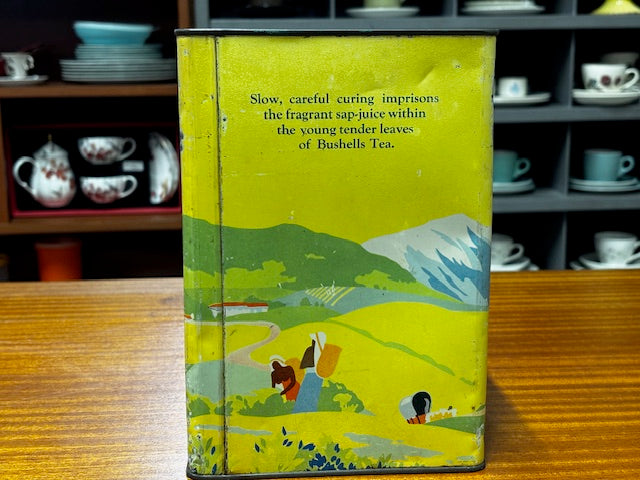 Slow, careful curing imprisons
the fragrant sap-juice within
the young tender leaves
of Bushells Tea.